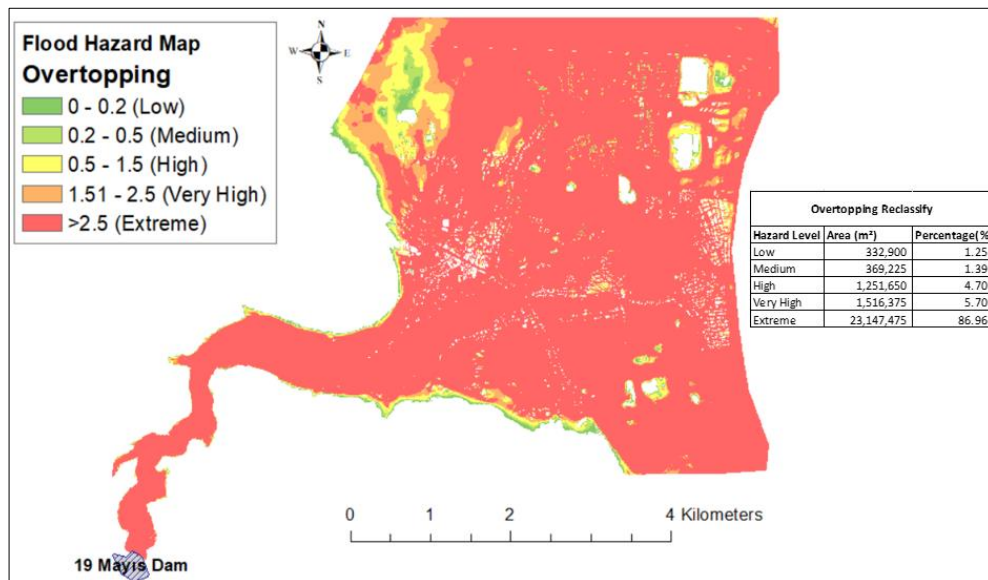 Flood Hazard Map
Overtopping
0 - 0.2 (Low)
0.2 - 0.5 (Medium)
0.5 - 1.5 (High)
1.51 - 2.5 (Very High)
>2.5 (Extreme)
N
W E
S
Overtopping Reclassify
Hazard Level Area (m²) Percentage(%
Low 332,900 1.25
Medium 369,225 1.39
High 1,251,650 4.70
Very High 1,516,375 5.70
Extreme 23,147,475 86.96
0 1 2 4 Kilometers
19 Mayıs Dam